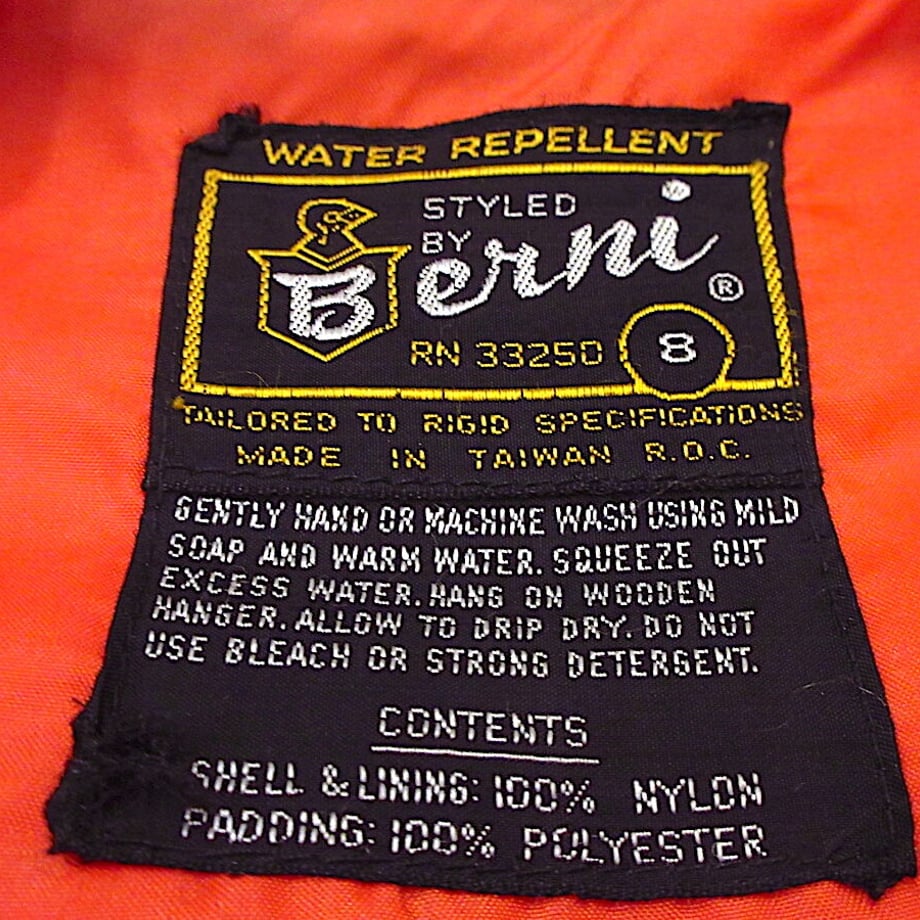 WATER REPELLENT
STYLED
BY Berni ®
B
RN 33250 8
TAILORED TO RIGID SPECIFICATIONS
MADE IN TAIWAN R.O.C.
GENTLY HAND OR MACHINE WASH USING MILD
SOAP AND WARM WATER. SQUEEZE OUT
EXCESS WATER. HANG ON WOODEN
HANGER. ALLOW TO DRIP DRY. DO NOT
USE BLEACH OR STRONG DETERGENT.
CONTENTS
SHELL & LINING: 100% NYLON
PADDING: 100% POLYESTER